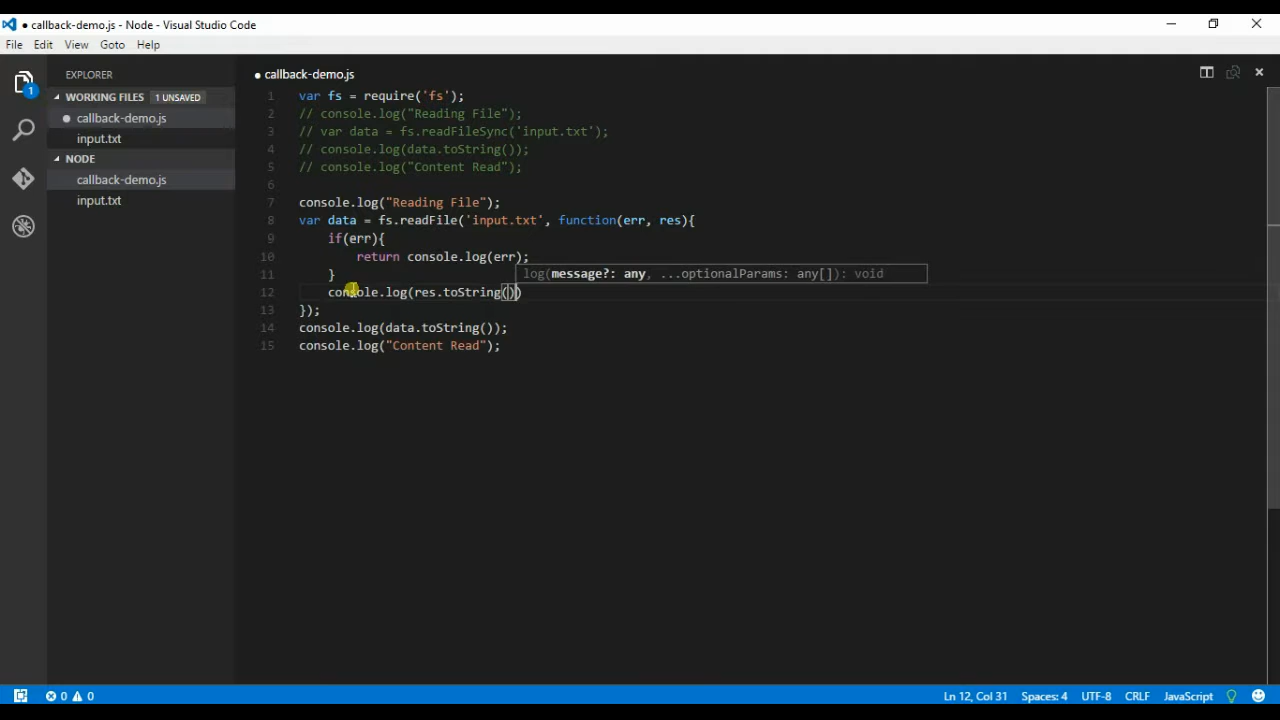 ● callback-demo.js - Node - Visual Studio Code
File Edit View Goto Help
EXPLORER
WORKING FILES 1 UNSAVED
callback-demo.js
input.txt
NODE
callback-demo.js
input.txt
1
● callback-demo.js
1 var fs = require('fs');
2 // console.log("Reading File");
3 // var data = fs.readFileSync('input.txt');
4 // console.log(data.toString());
5 // console.log("Content Read");
6
7 console.log("Reading File");
8 var data = fs.readFile('input.txt', function(err, res){
9 if(err){
10 return console.log(err);
11 }
log(message?: any, ...optionalParams: any[]): void
12 console.log(res.toString())
13 });
14 console.log(data.toString());
15 console.log("Content Read");
0 0 Ln 12, Col 31 Spaces: 4 UTF-8 CRLF JavaScript